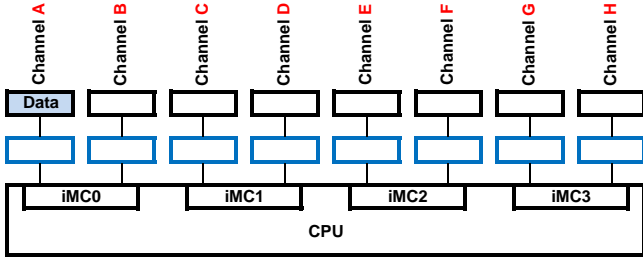 Channel A
Channel B
Channel C
Channel D
Channel E
Channel F
Channel G
Channel H
Data
iMC0
iMC1
iMC2
iMC3
CPU